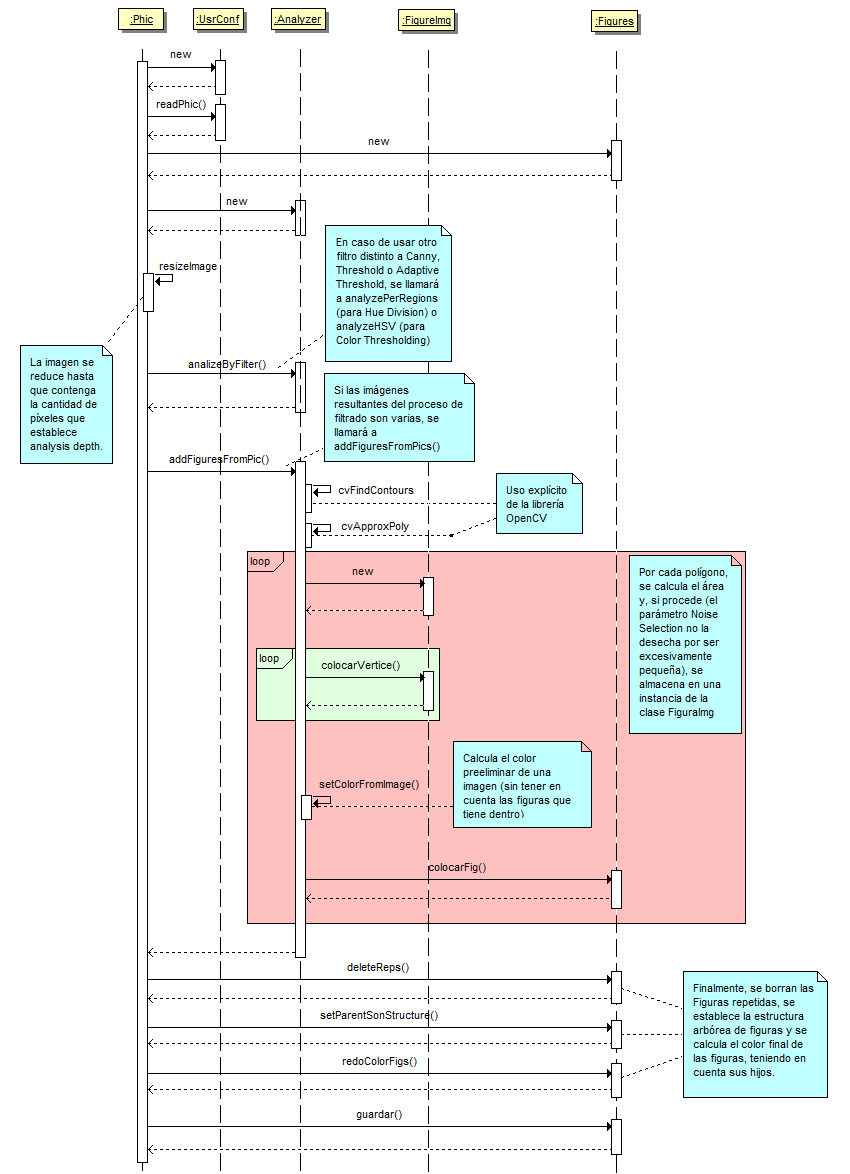 :Phic
:UsrConf
:Analyzer
:FigureImg
:Figures
new
readPhic()
new
new
En caso de usar otro
filtro distinto a Canny,
Threshold o Adaptive
Threshold, se llamará
a analyzePerRegions
(para Hue Division) o
analyzeHSV (para
Color Thresholding)
resizeImage
La imagen se
reduce hasta
que contenga
la cantidad de
píxeles que
establece
analysis depth.
analizeByFilter()
Si las imágenes
resultantes del proceso de
filtrado son varias, se
llamará a
addFiguresFromPics()
addFiguresFromPic()
cvFindContours
Uso explícito
de la librería
OpenCV
cvApproxPoly
loop
new
Por cada polígono,
se calcula el área
y, si procede (el
parámetro Noise
Selection no la
desecha por ser
excesivamente
pequeña), se
almacena en una
instancia de la
clase FiguraImg
loop
colocarVertice()
Calcula el color
preeliminar de una
imagen (sin tener en
cuenta las figuras que
tiene dentro)
setColorFromImage()
colocarFig()
deleteReps()
Finalmente, se borran las
Figuras repetidas, se
establece la estructura
arbórea de figuras y se
calcula el color final de
las figuras, teniendo en
cuenta sus hijos.
setParentSonStructure()
redoColorFigs()
guardar()